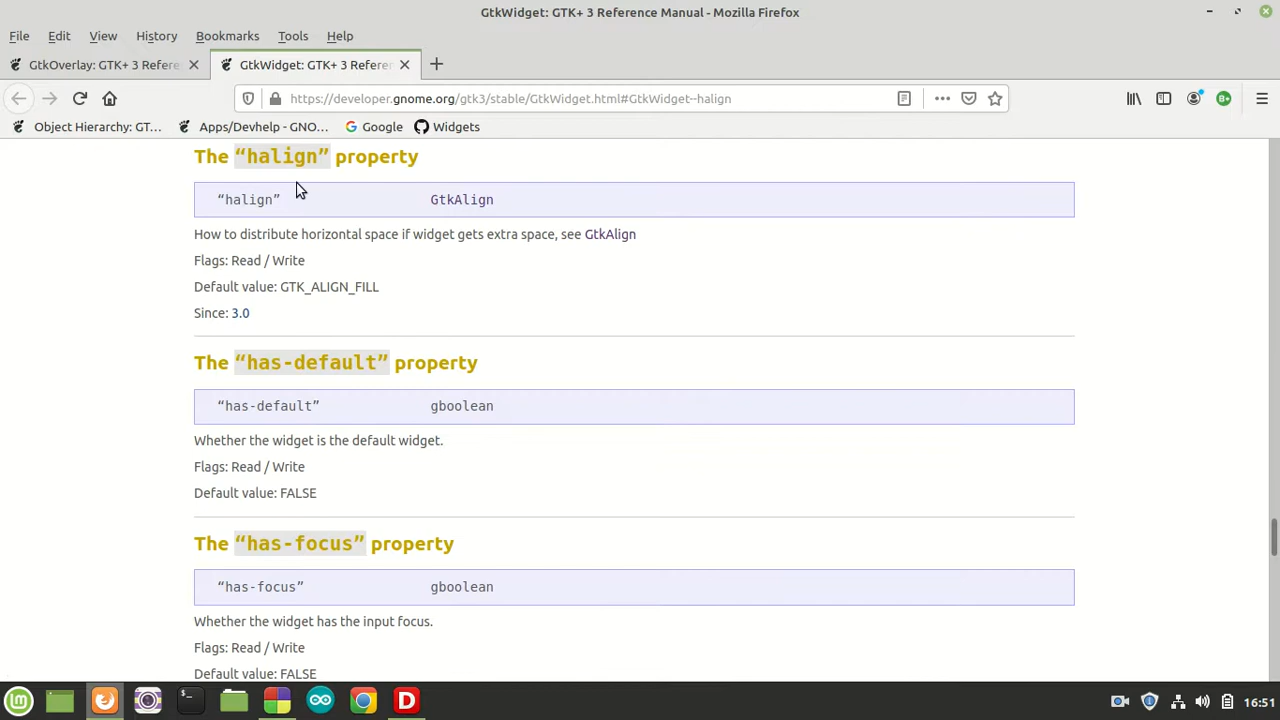 GtkWidget: GTK+ 3 Reference Manual - Mozilla Firefox
File Edit View History Bookmarks Tools Help
GtkOverlay: GTK+ 3 Refere
GtkWidget: GTK+ 3 Referen
https://developer.gnome.org/gtk3/stable/GtkWidget.html#GtkWidget--halign
Object Hierarchy: GT… Apps/Devhelp - GNO… Google Widgets
The “halign” property
“halign” GtkAlign
How to distribute horizontal space if widget gets extra space, see GtkAlign
Flags: Read / Write
Default value: GTK_ALIGN_FILL
Since: 3.0
The “has-default” property
“has-default” gboolean
Whether the widget is the default widget.
Flags: Read / Write
Default value: FALSE
The “has-focus” property
“has-focus” gboolean
Whether the widget has the input focus.
Flags: Read / Write
Default value: FALSE
16:51